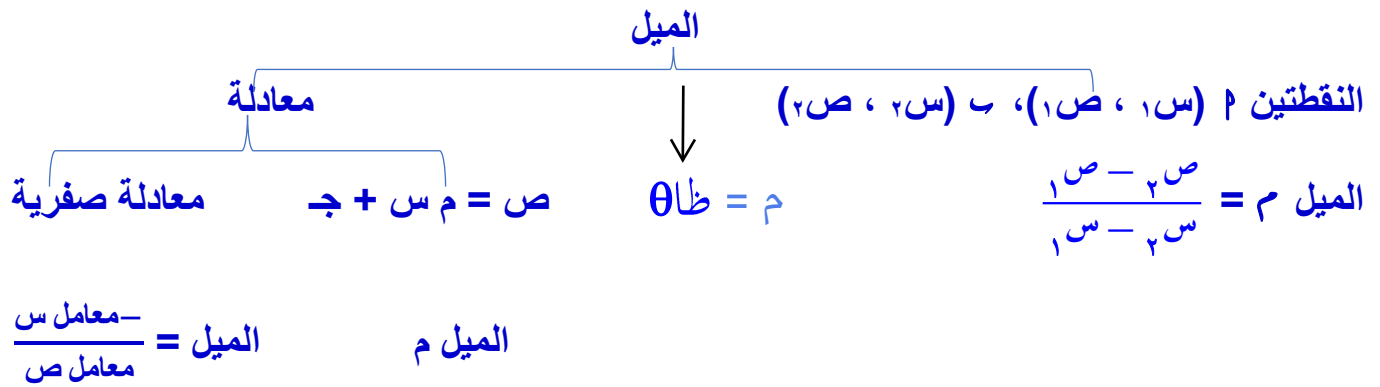 الميل
النقطتين أ (س١ ، ص١)، ب (س٢ ، ص٢)
معادلة
الميل م = (ص٢ – ص١) / (س٢ – س١)
م = ظاθ
ص = م س + جـ
معادلة صفرية
الميل م
الميل = –معامل س / معامل ص